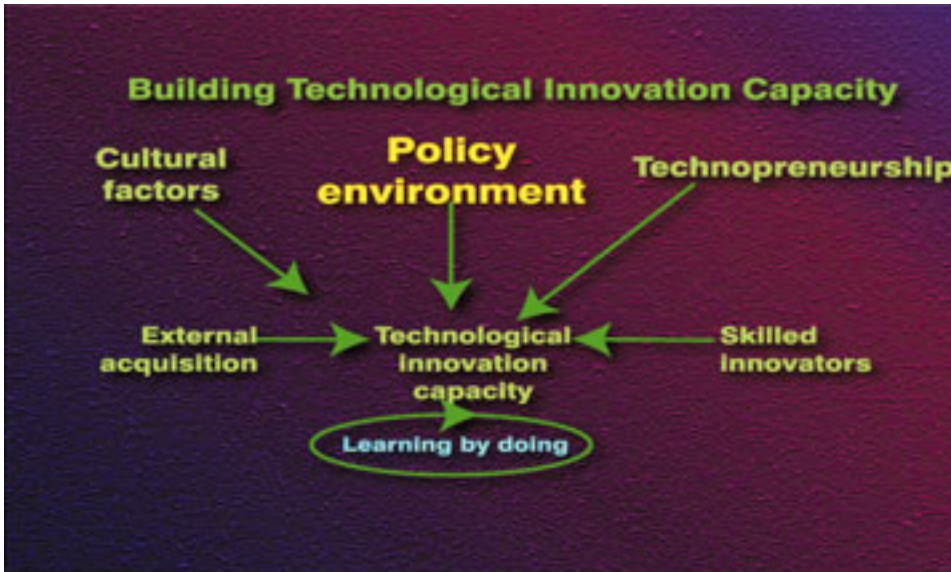 Building Technological Innovation Capacity
Cultural
factors
Policy
environment
Technopreneurship
External
acquisition
Technological
innovation
capacity
Skilled
innovators
Learning by doing